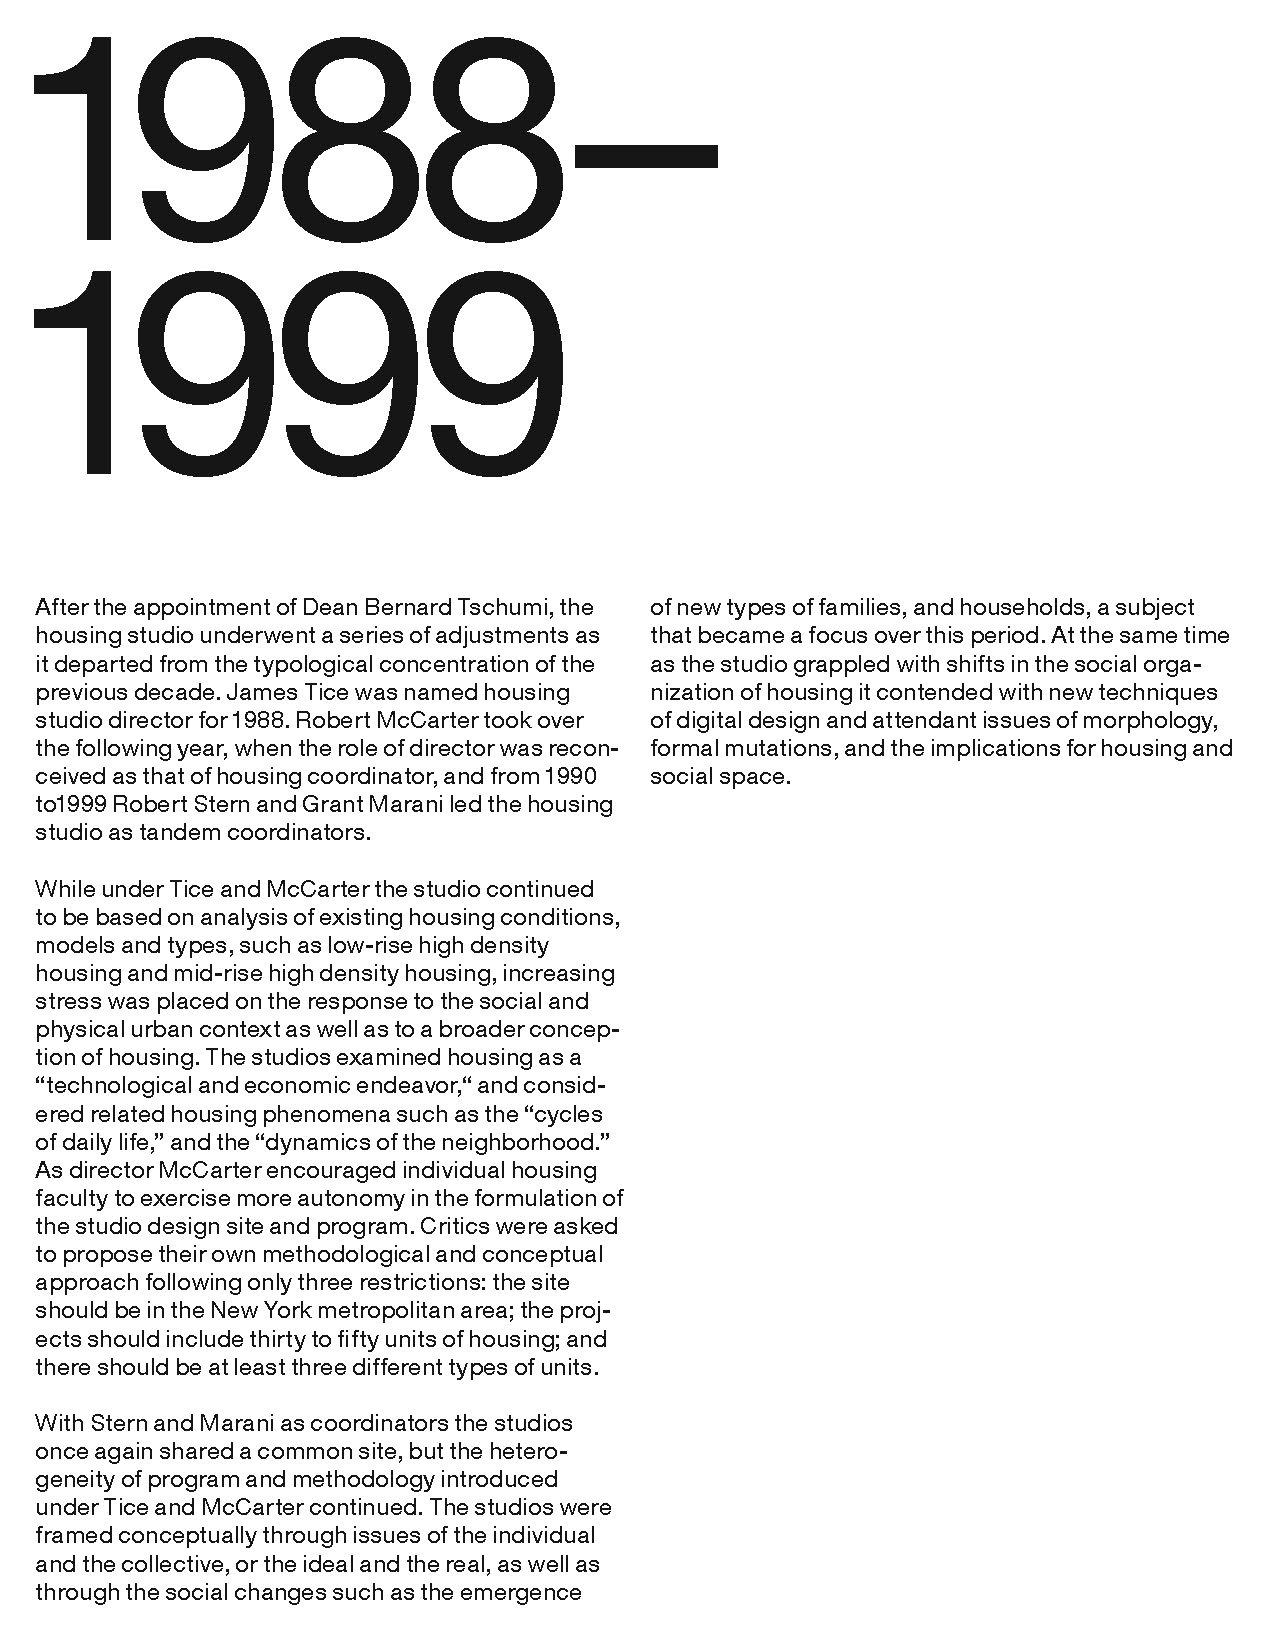 1988–
1999
After the appointment of Dean Bernard Tschumi, the
housing studio underwent a series of adjustments as
it departed from the typological concentration of the
previous decade. James Tice was named housing
studio director for 1988. Robert McCarter took over
the following year, when the role of director was recon-
ceived as that of housing coordinator, and from 1990
to1999 Robert Stern and Grant Marani led the housing
studio as tandem coordinators.
While under Tice and McCarter the studio continued
to be based on analysis of existing housing conditions,
models and types, such as low-rise high density
housing and mid-rise high density housing, increasing
stress was placed on the response to the social and
physical urban context as well as to a broader concep-
tion of housing. The studios examined housing as a
“technological and economic endeavor,“ and consid-
ered related housing phenomena such as the “cycles
of daily life,” and the “dynamics of the neighborhood.”
As director McCarter encouraged individual housing
faculty to exercise more autonomy in the formulation of
the studio design site and program. Critics were asked
to propose their own methodological and conceptual
approach following only three restrictions: the site
should be in the New York metropolitan area; the proj-
ects should include thirty to fifty units of housing; and
there should be at least three different types of units.
With Stern and Marani as coordinators the studios
once again shared a common site, but the hetero-
geneity of program and methodology introduced
under Tice and McCarter continued. The studios were
framed conceptually through issues of the individual
and the collective, or the ideal and the real, as well as
through the social changes such as the emergence
of new types of families, and households, a subject
that became a focus over this period. At the same time
as the studio grappled with shifts in the social orga-
nization of housing it contended with new techniques
of digital design and attendant issues of morphology,
formal mutations, and the implications for housing and
social space.